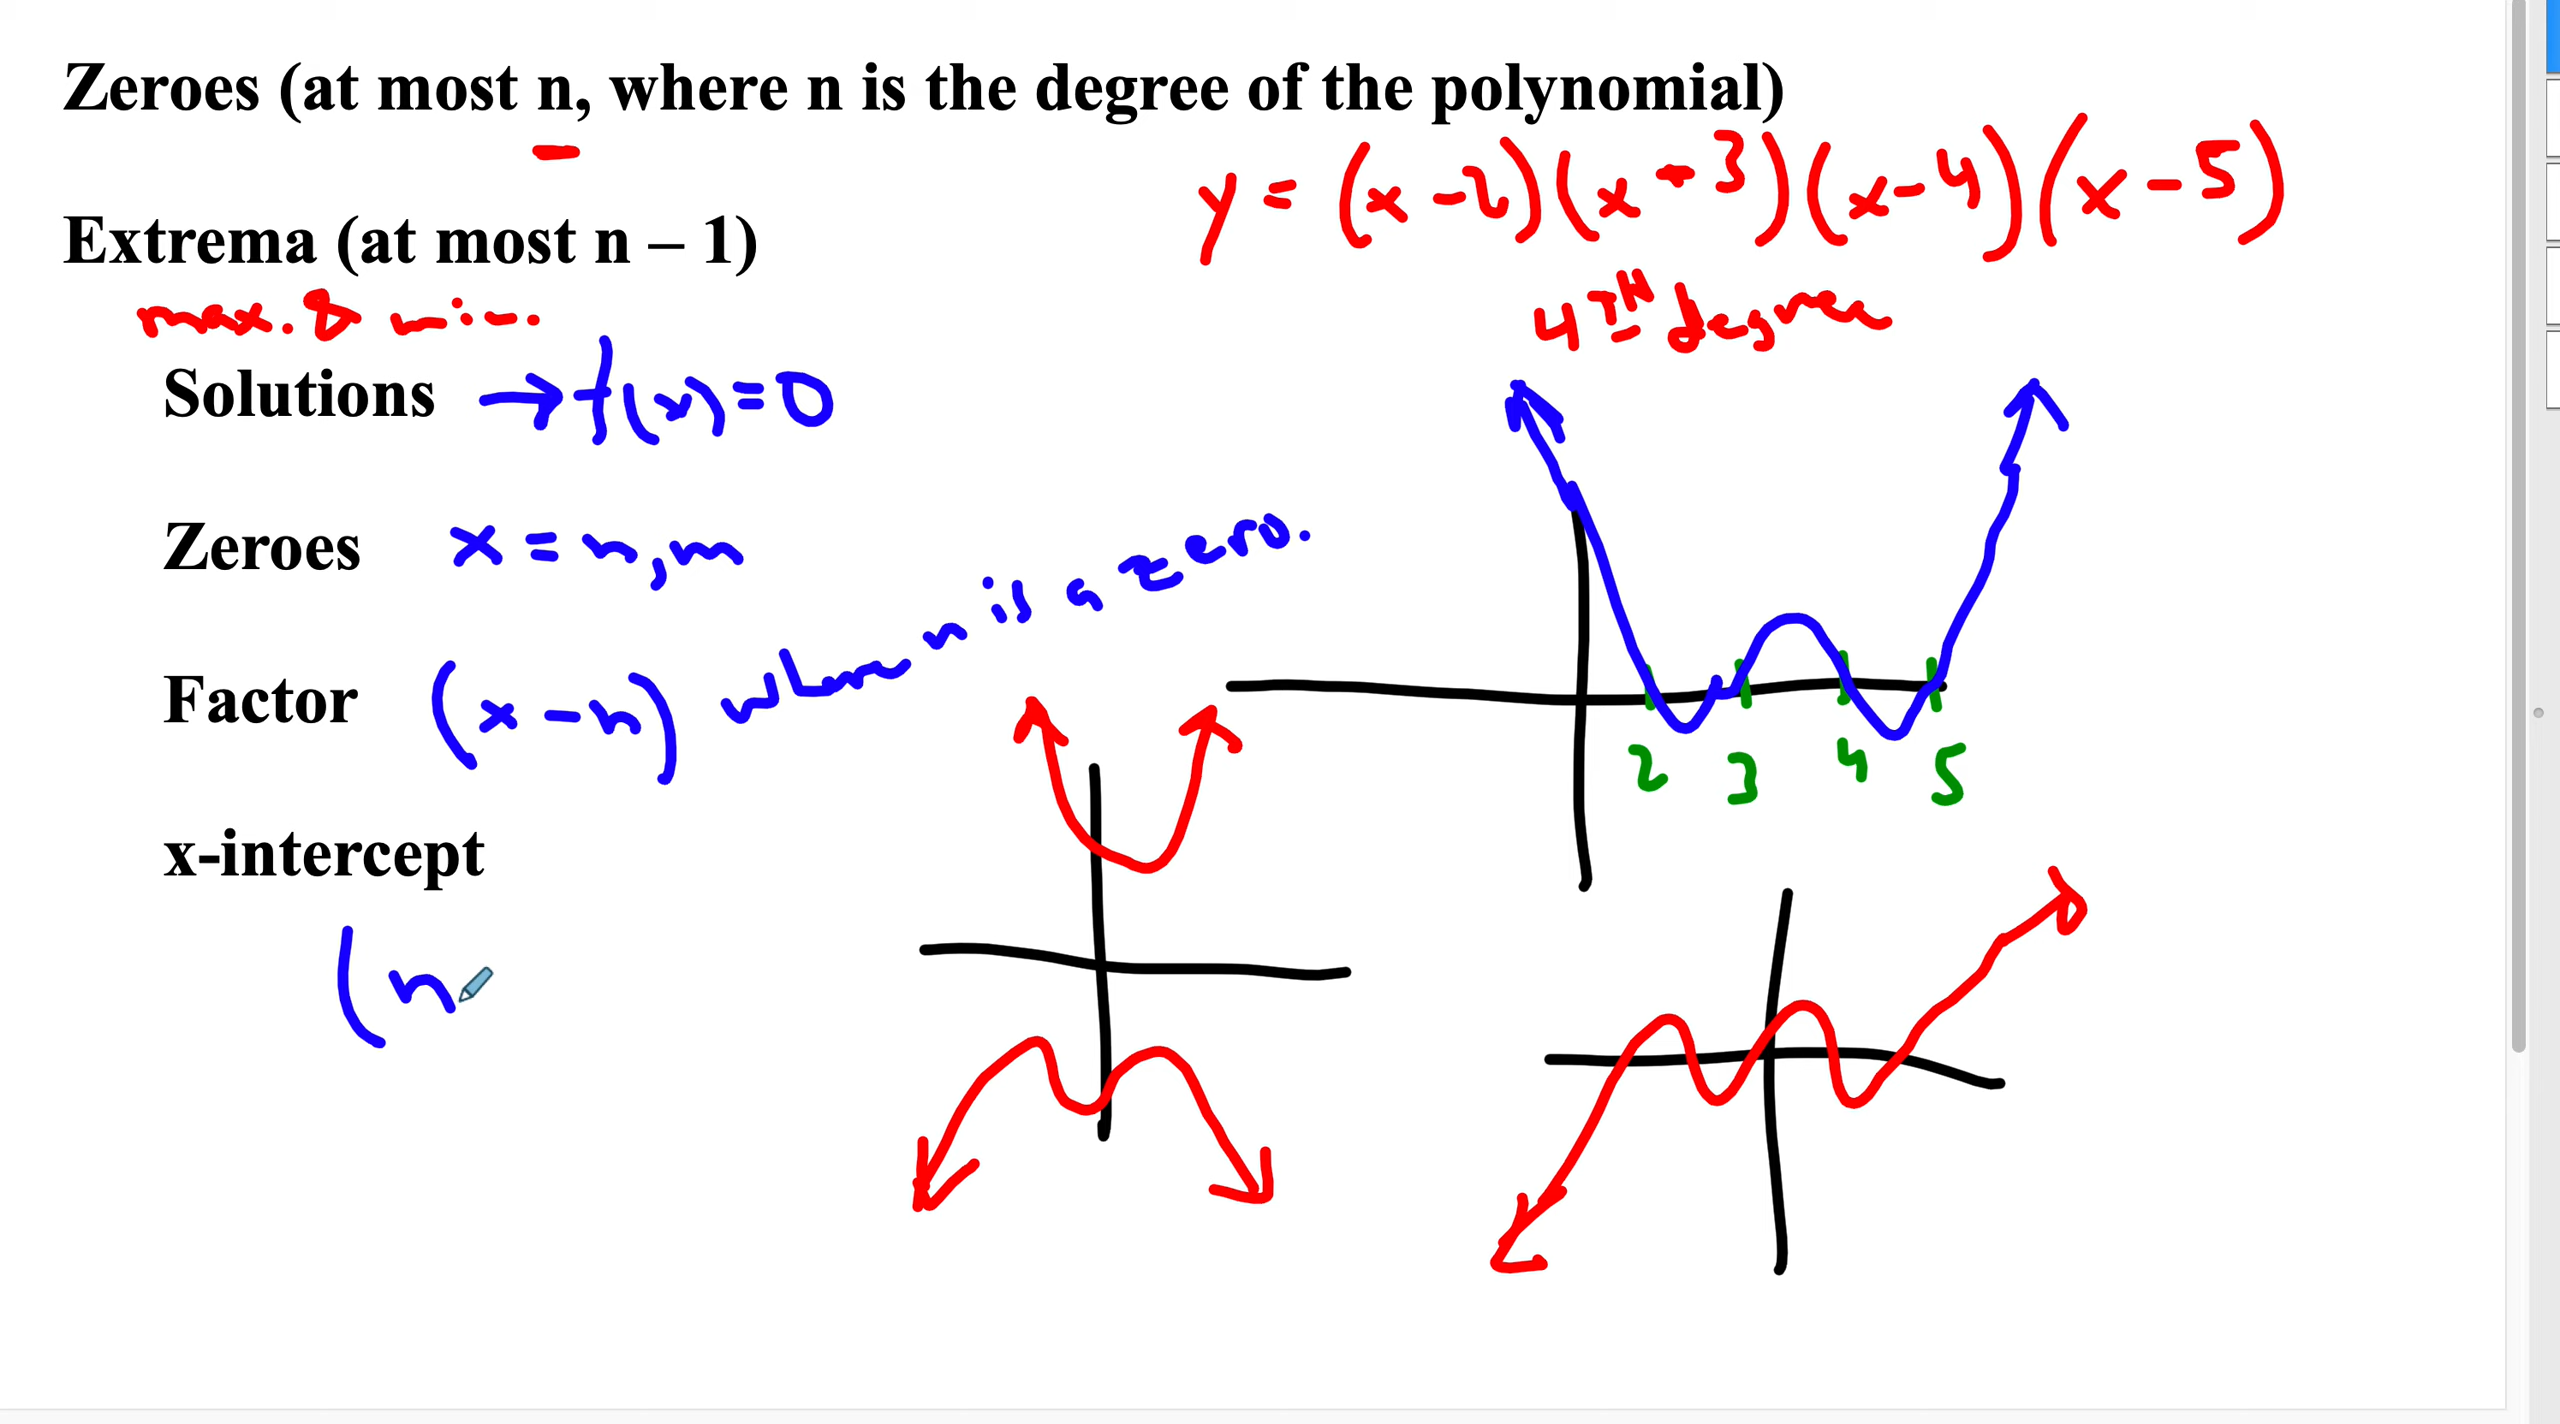 Zeroes (at most n, where n is the degree of the polynomial)
y = (x - 2)(x - 3)(x - 4)(x - 5)
Extrema (at most n – 1)
max. & min.
4TH degree
Solutions → f(x) = 0
Zeroes x = n, m
Factor (x - n) when n is a zero.
2 3 4 5
x-intercept
(n